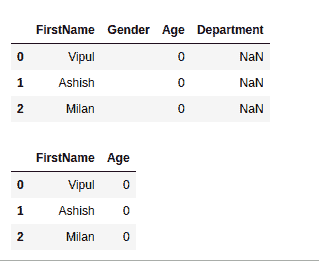 FirstName Gender Age Department
0 Vipul 0 NaN
1 Ashish 0 NaN
2 Milan 0 NaN
FirstName Age
0 Vipul 0
1 Ashish 0
2 Milan 0